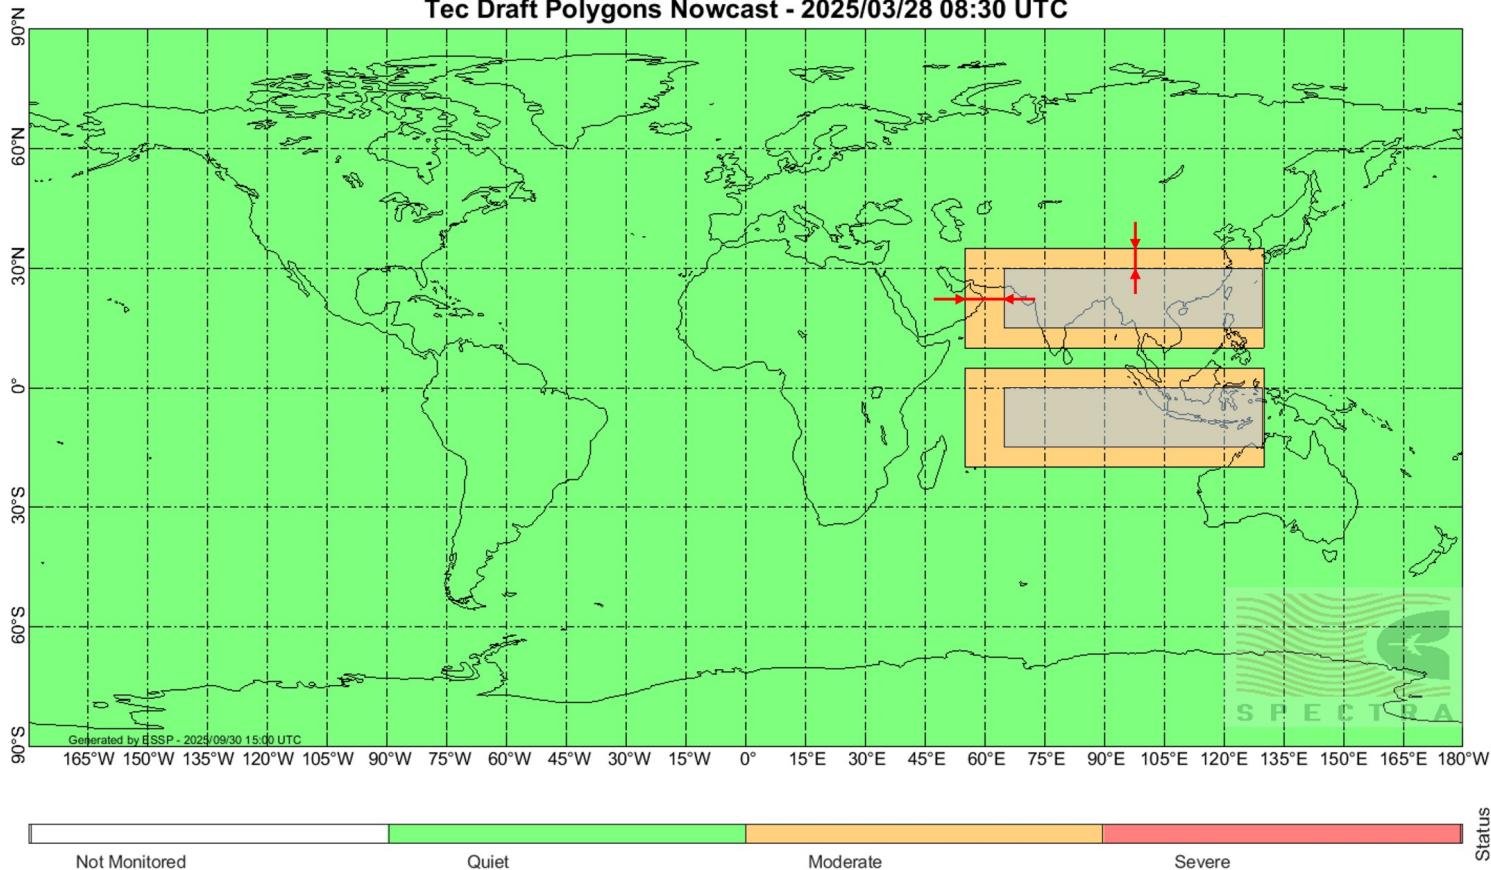 Tec Draft Polygons Nowcast - 2025/03/28 08:30 UTC
90°N
60°N
30°N
0°
30°S
60°S
90°S
Generated by ESSP - 2025/09/30 15:00 UTC
SPECTRA
165°W 150°W 135°W 120°W 105°W 90°W 75°W 60°W 45°W 30°W 15°W 0° 15°E 30°E 45°E 60°E 75°E 90°E 105°E 120°E 135°E 150°E 165°E 180°W
Not Monitored Quiet Moderate Severe
Status